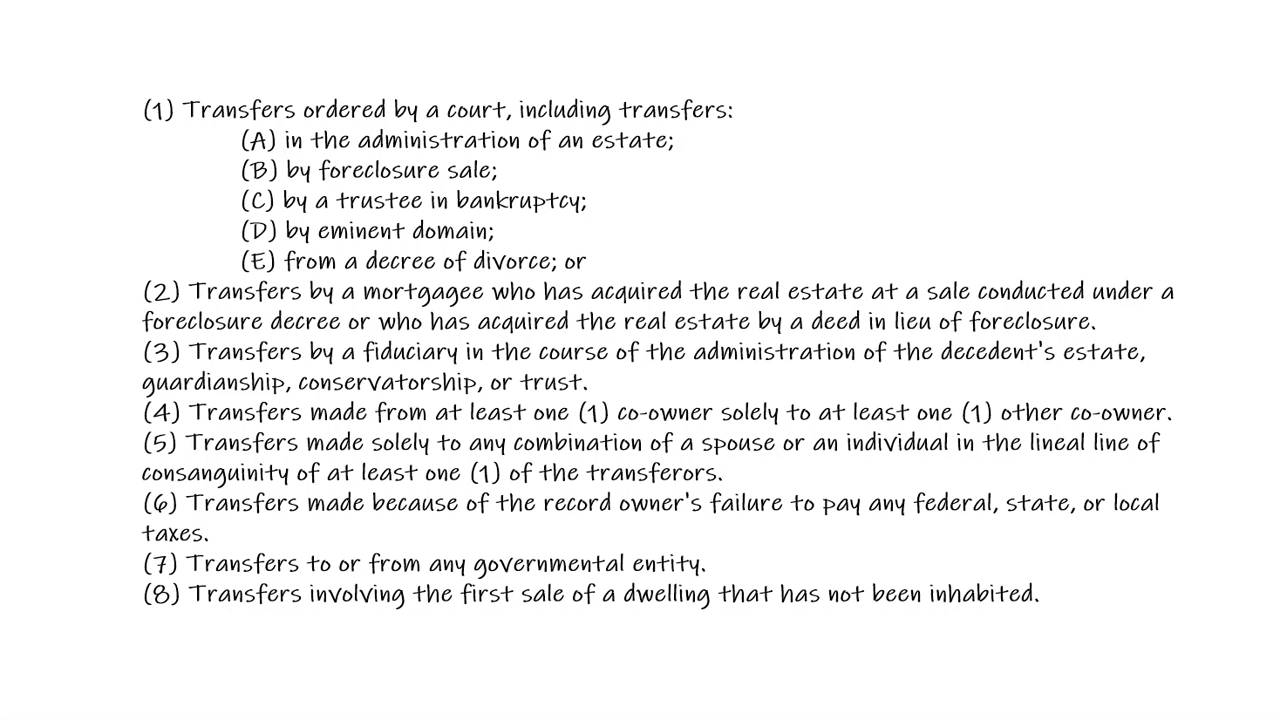 (1) Transfers ordered by a court, including transfers:
(A) in the administration of an estate;
(B) by foreclosure sale;
(C) by a trustee in bankruptcy;
(D) by eminent domain;
(E) from a decree of divorce; or
(2) Transfers by a mortgagee who has acquired the real estate at a sale conducted under a
foreclosure decree or who has acquired the real estate by a deed in lieu of foreclosure.
(3) Transfers by a fiduciary in the course of the administration of the decedent's estate,
guardianship, conservatorship, or trust.
(4) Transfers made from at least one (1) co-owner solely to at least one (1) other co-owner.
(5) Transfers made solely to any combination of a spouse or an individual in the lineal line of
consanguinity of at least one (1) of the transferors.
(6) Transfers made because of the record owner's failure to pay any federal, state, or local
taxes.
(7) Transfers to or from any governmental entity.
(8) Transfers involving the first sale of a dwelling that has not been inhabited.